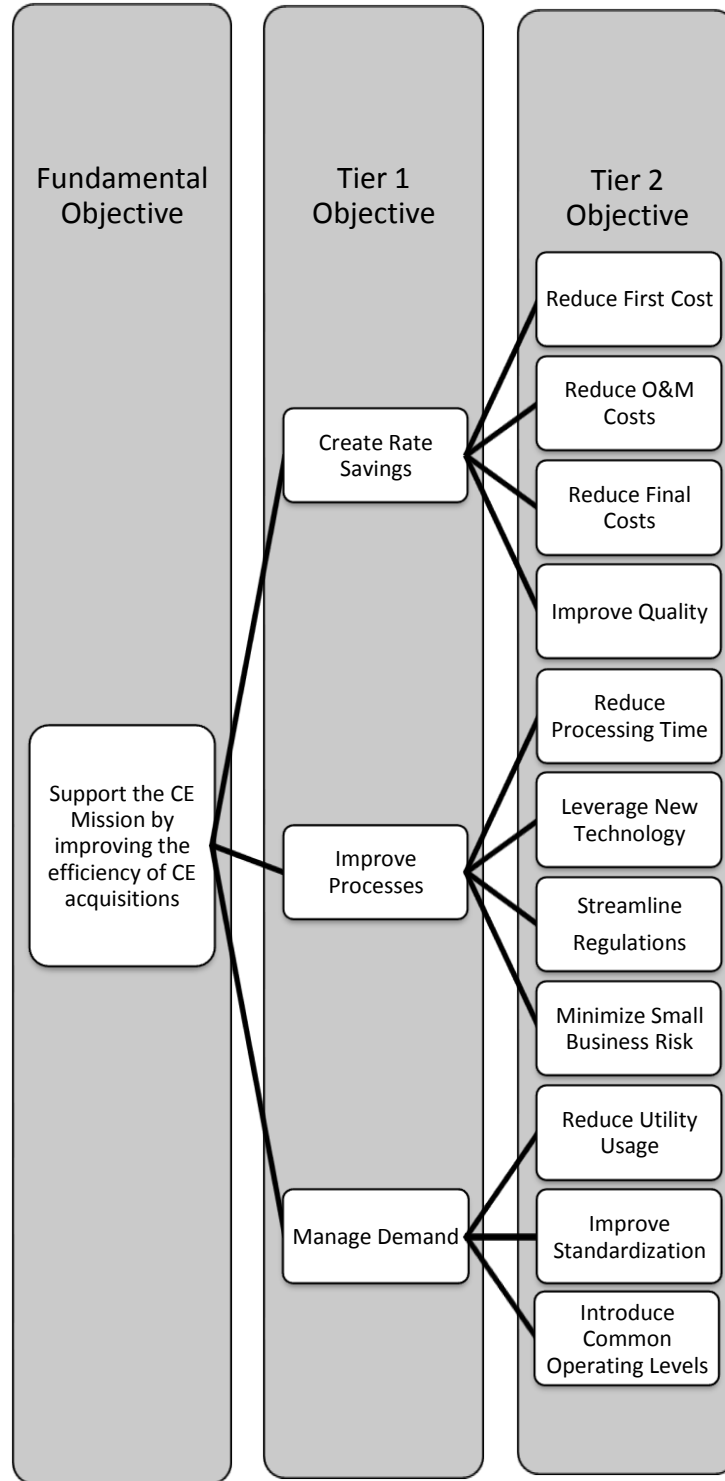 Fundamental
Objective
Support the CE
Mission by
improving the
efficiency of CE
acquisitions
Tier 1
Objective
Create Rate
Savings
Improve
Processes
Manage Demand
Tier 2
Objective
Reduce First Cost
Reduce O&M
Costs
Reduce Final
Costs
Improve Quality
Reduce
Processing Time
Leverage New
Technology
Streamline
Regulations
Minimize Small
Business Risk
Reduce Utility
Usage
Improve
Standardization
Introduce
Common
Operating Levels